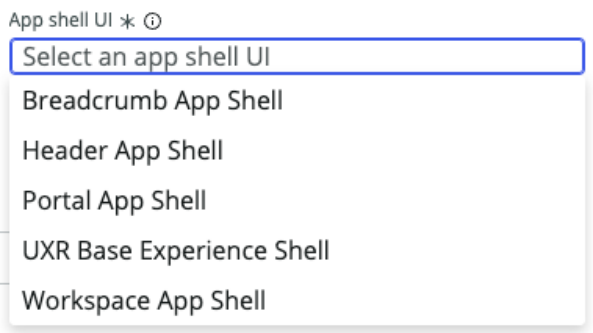 App shell UI * ⓘ
Select an app shell UI
Breadcrumb App Shell
Header App Shell
Portal App Shell
UXR Base Experience Shell
Workspace App Shell